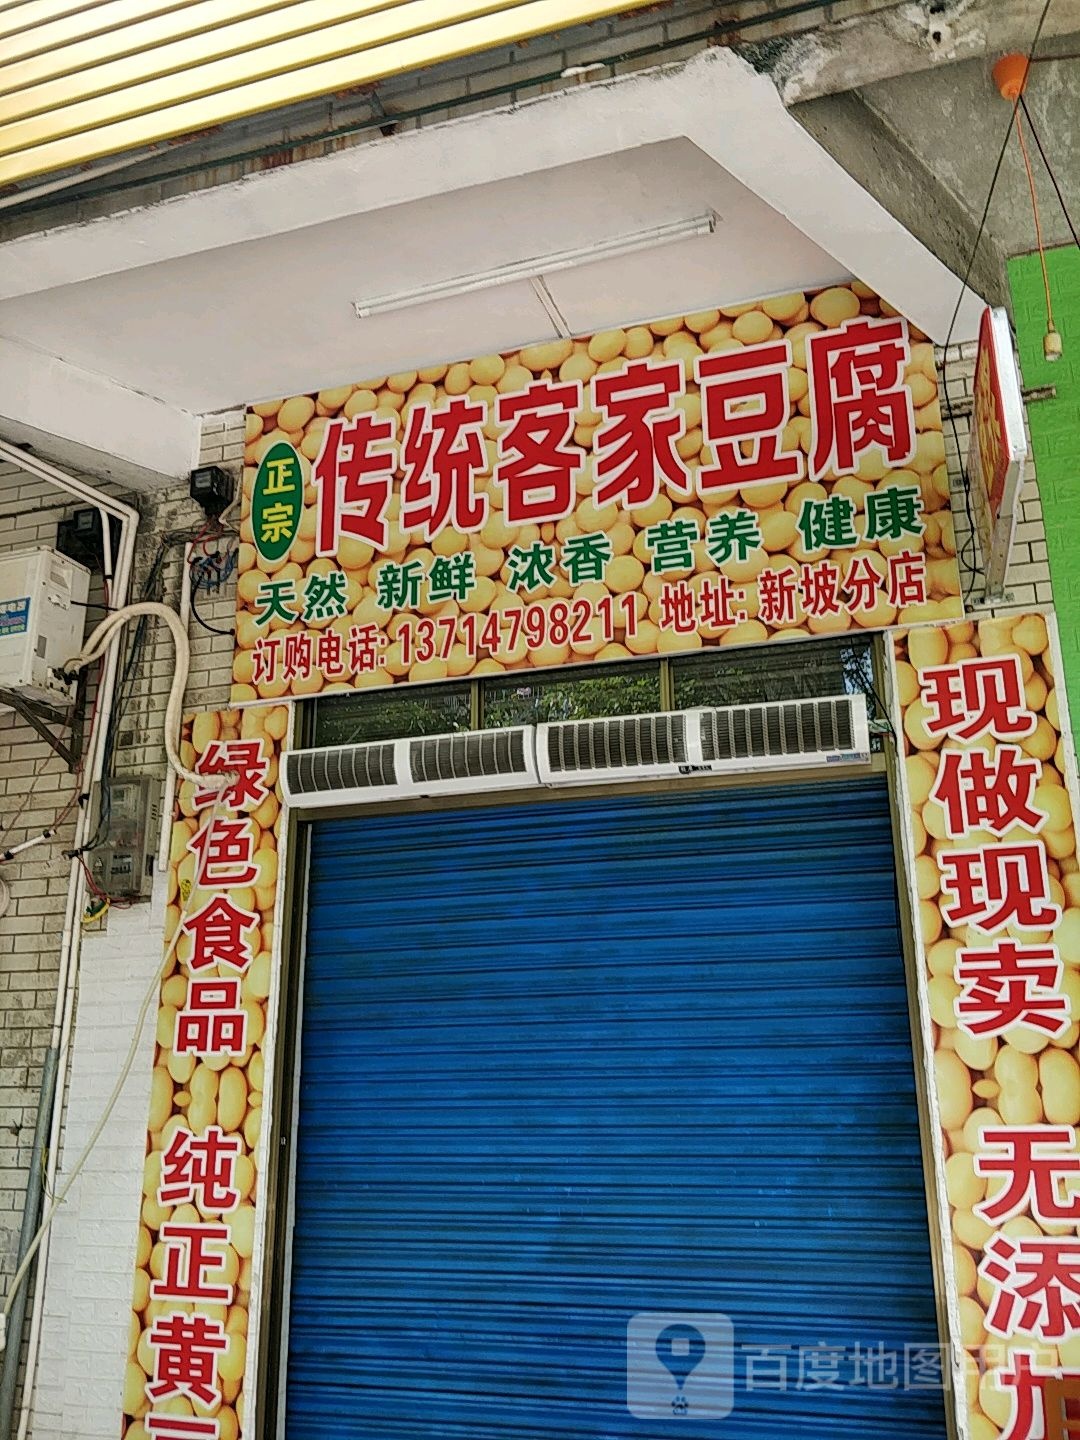 正宗
传统客家豆腐
天然 新鲜 浓香 营养 健康
订购电话: 13714798211 地址: 新坡分店
绿色食品 纯正黄
现做现卖 无添
百度地图用户